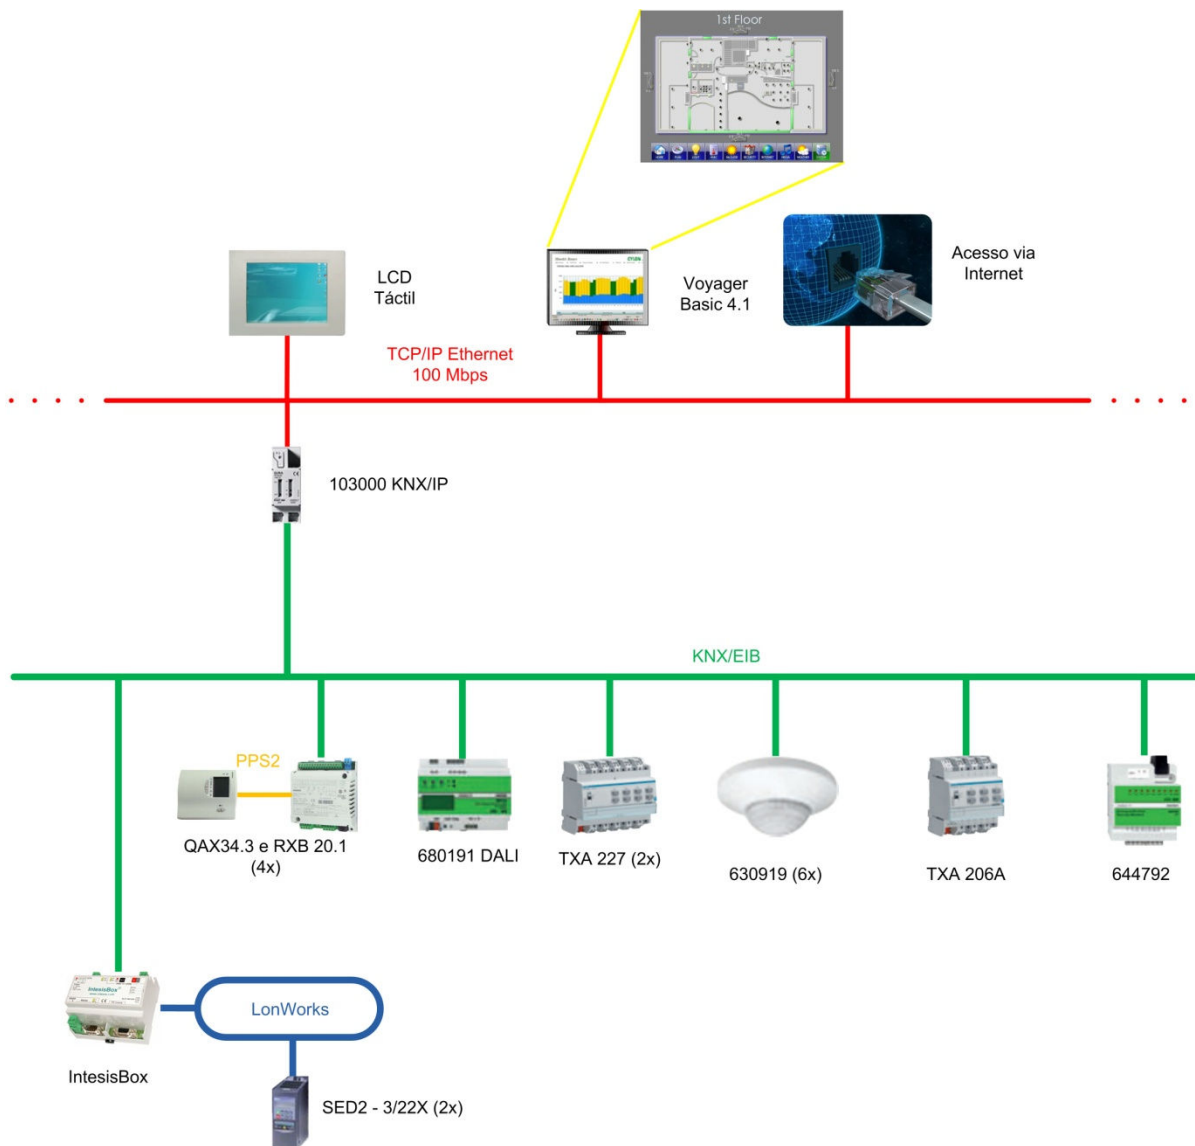 1st Floor
LCD
Táctil
Voyager
Basic 4.1
Acesso via
Internet
TCP/IP Ethernet
100 Mbps
103000 KNX/IP
KNX/EIB
PPS2
QAX34.3 e RXB 20.1
(4x)
680191 DALI
TXA 227 (2x)
630919 (6x)
TXA 206A
644792
IntesisBox
LonWorks
IntesisBox
SED2 - 3/22X (2x)